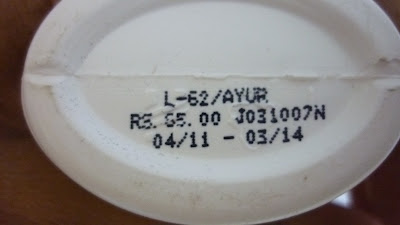 L-62/AYUR
RS. 95.00 J031007N
04/11 - 03/14